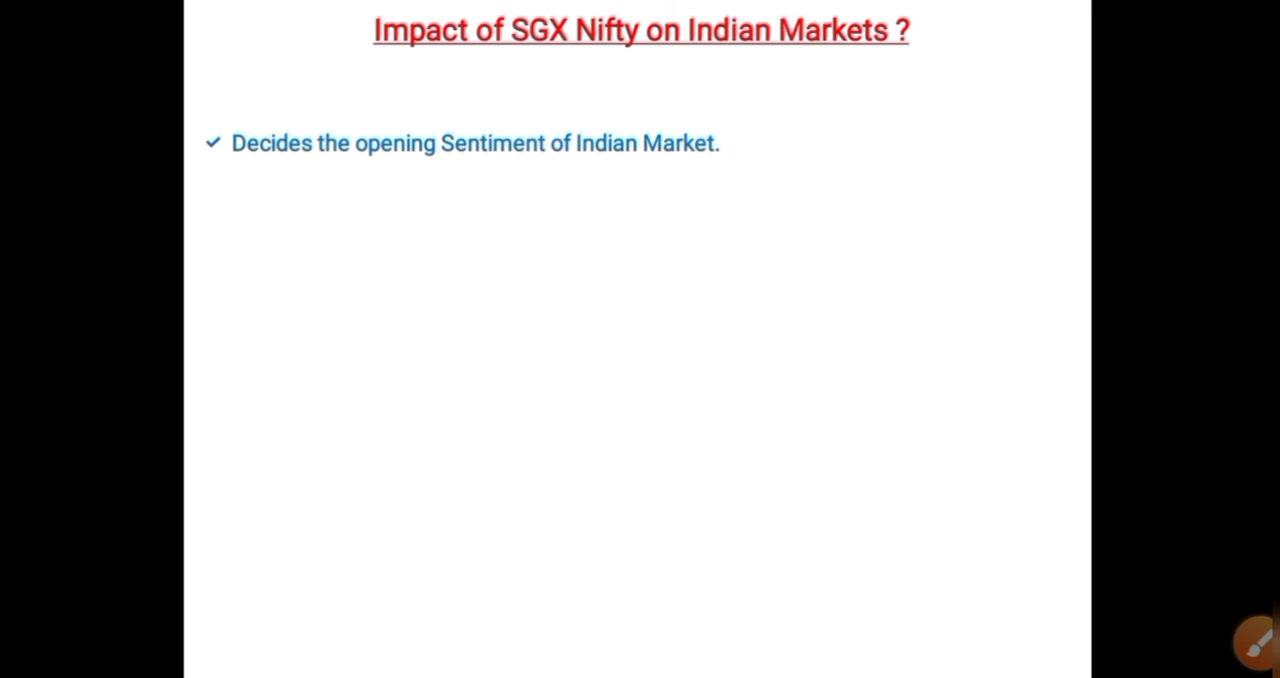 Impact of SGX Nifty on Indian Markets ?
Decides the opening Sentiment of Indian Market.